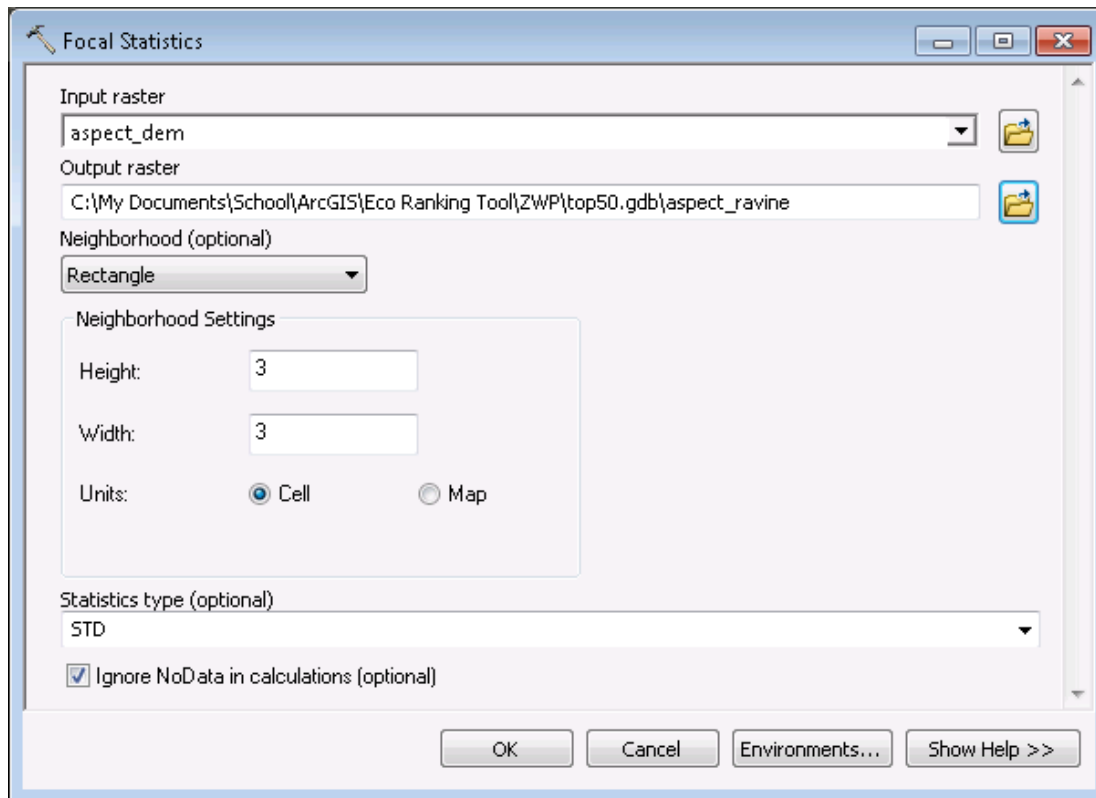 Focal Statistics
Input raster
aspect_dem
Output raster
C:\My Documents\School\ArcGIS\Eco Ranking Tool\ZWP\top50.gdb\aspect_ravine
Neighborhood (optional)
Rectangle
Neighborhood Settings
Height: 3
Width: 3
Units: Cell Map
Statistics type (optional)
STD
Ignore NoData in calculations (optional)
OK Cancel Environments... Show Help >>